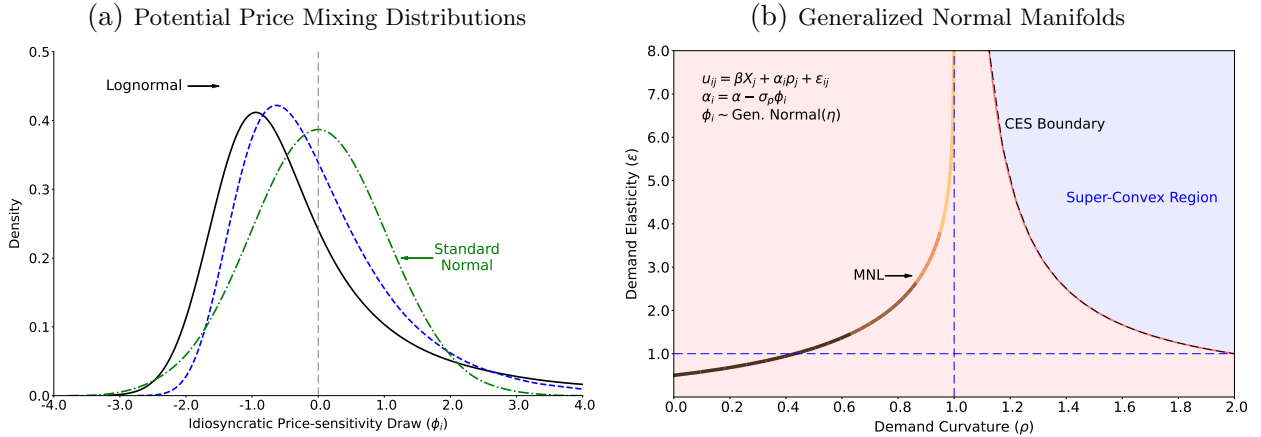 (a) Potential Price Mixing Distributions
0.5
0.4
0.3
0.2
0.1
0.0
Density
Lognormal
Standard
Normal
-4.0 -3.0 -2.0 -1.0 0.0 1.0 2.0 3.0 4.0
Idiosyncratic Price-sensitivity Draw (ϕᵢ)
(b) Generalized Normal Manifolds
8.0
7.0
6.0
5.0
4.0
3.0
2.0
1.0
Demand Elasticity (ε)
uᵢⱼ = βXⱼ + αᵢpⱼ + εᵢⱼ
αᵢ = α − σₚϕᵢ
ϕᵢ ~ Gen. Normal(η)
CES Boundary
Super-Convex Region
MNL
0.0 0.2 0.4 0.6 0.8 1.0 1.2 1.4 1.6 1.8 2.0
Demand Curvature (ρ)